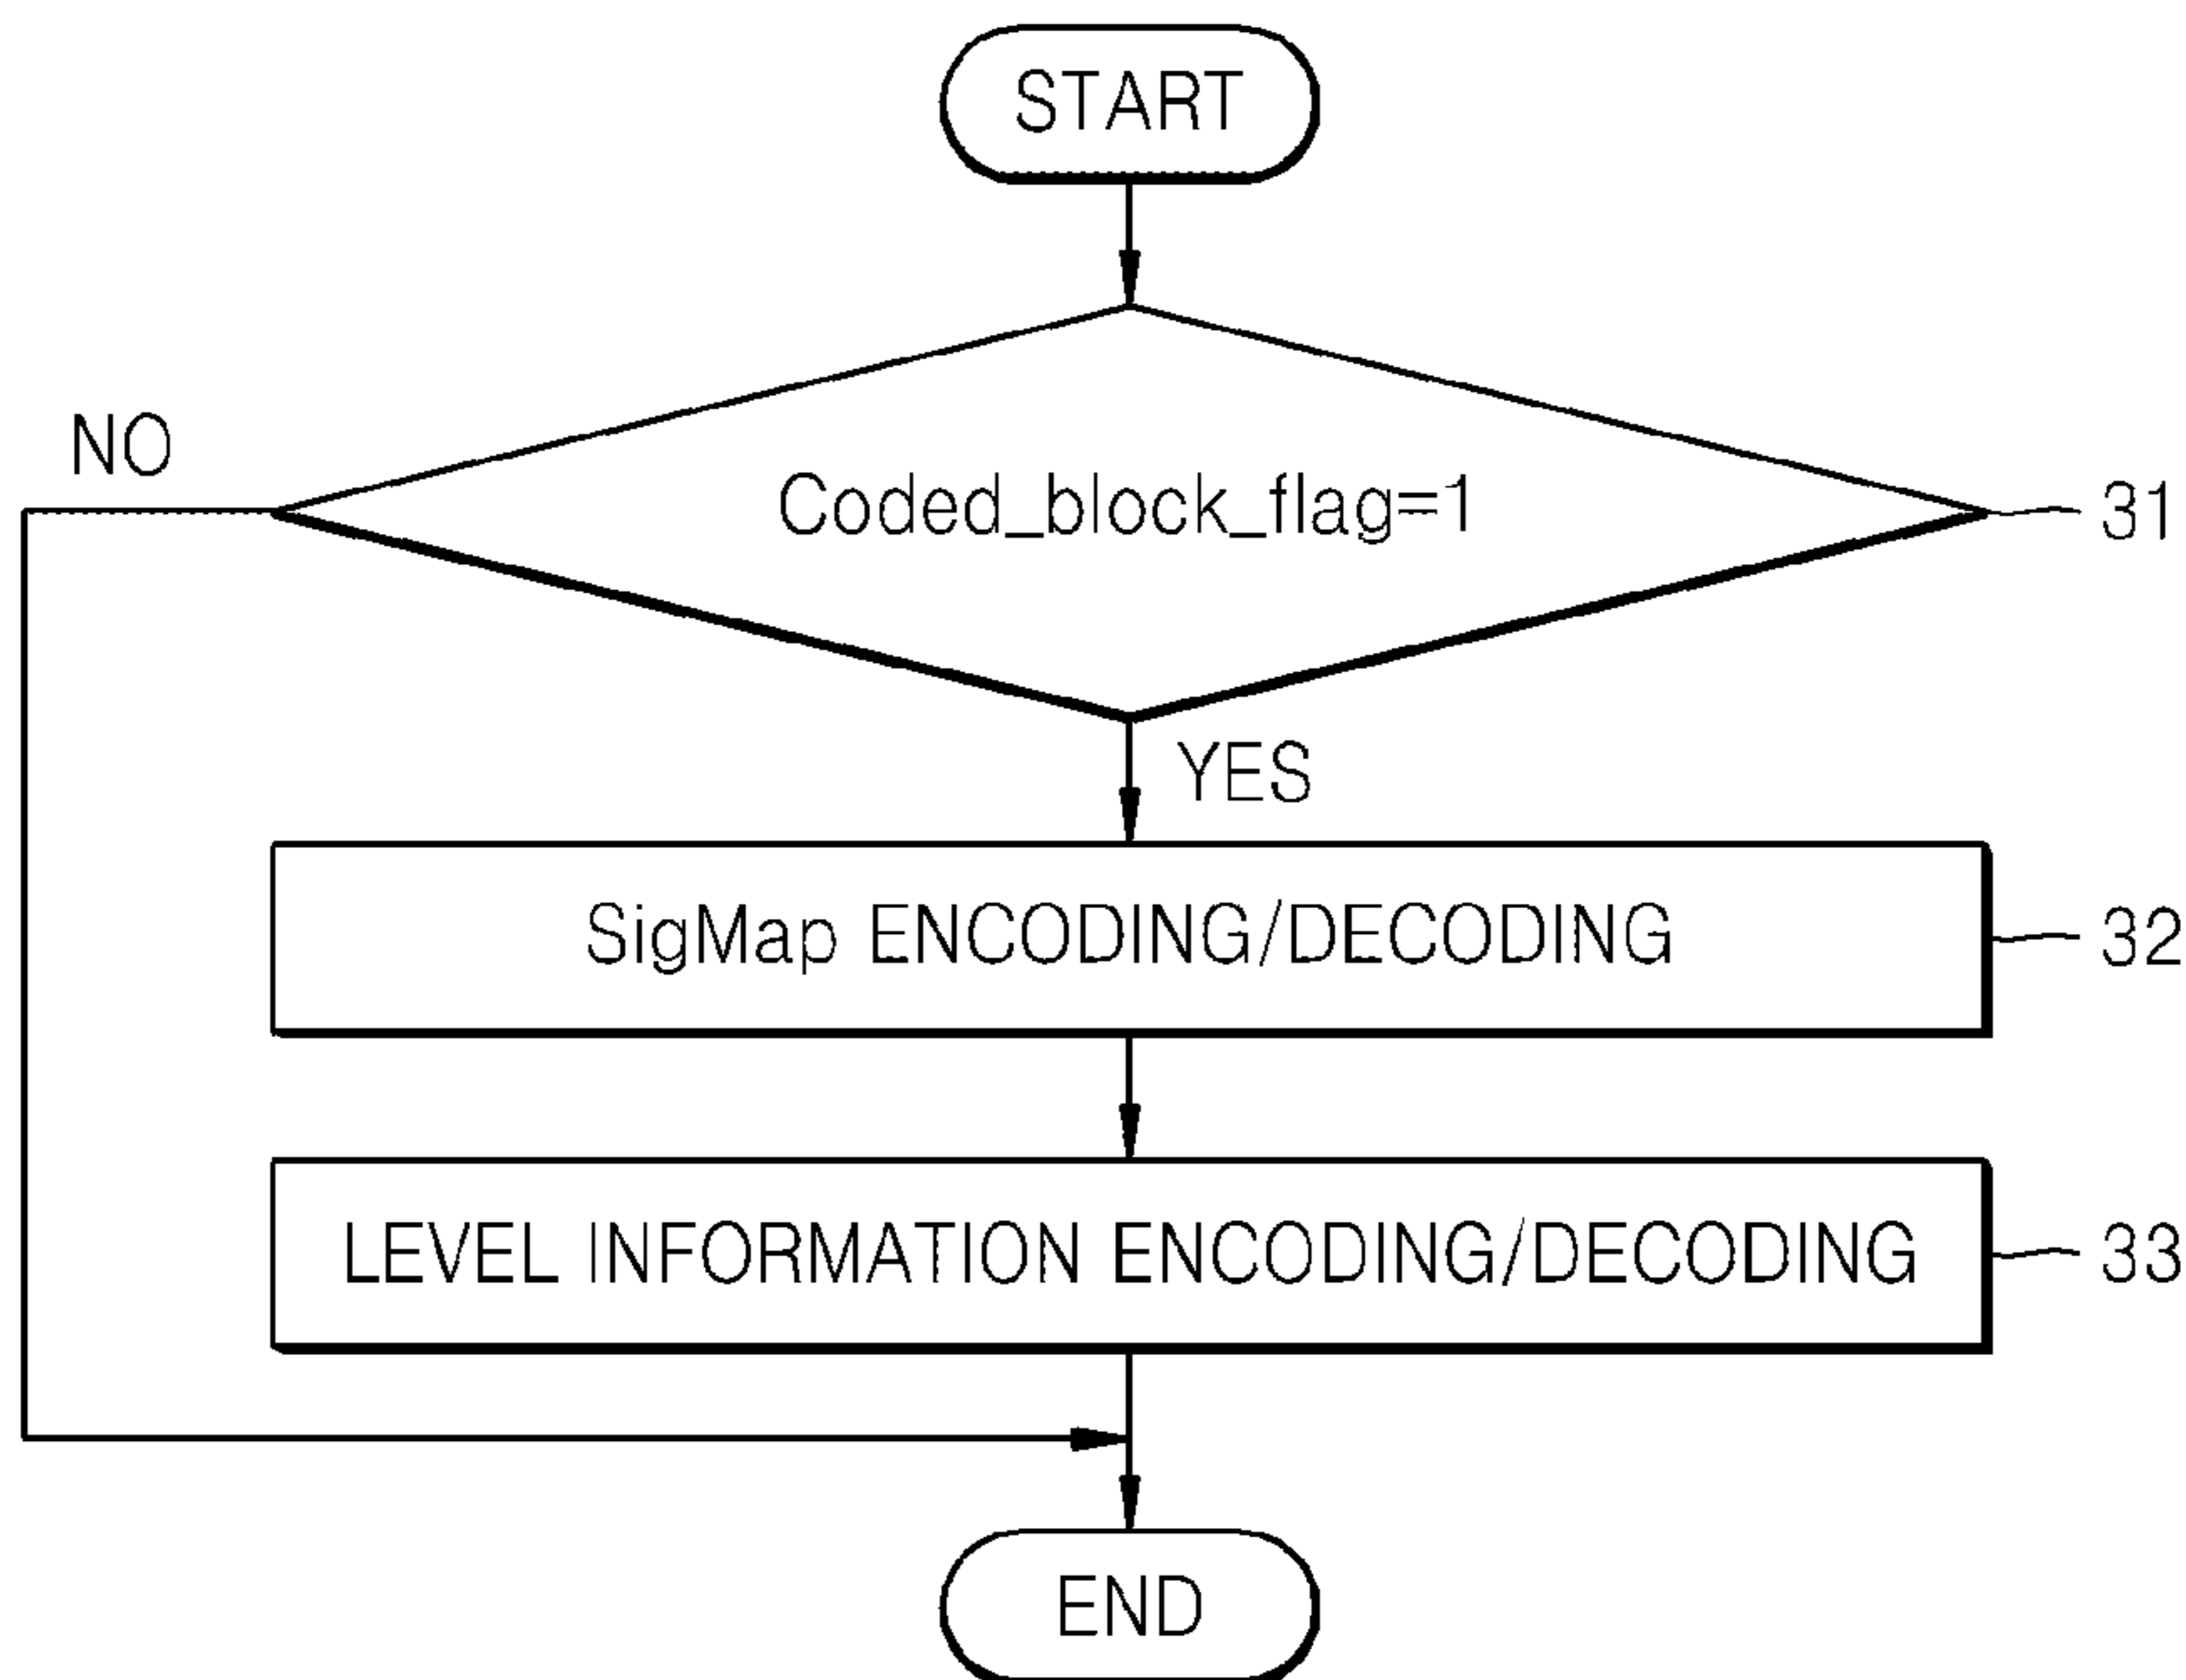 START
NO
Coded_block_flag=1
31
YES
SigMap ENCODING/DECODING
32
LEVEL INFORMATION ENCODING/DECODING
33
END